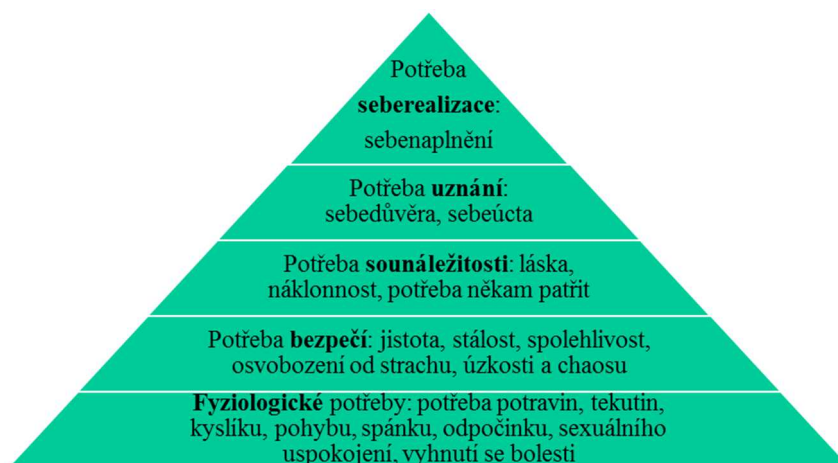 Potřeba
seberealizace:
sebenaplnění
Potřeba uznání:
sebedůvěra, sebeúcta
Potřeba sounáležitosti: láska,
náklonnost, potřeba někam patřit
Potřeba bezpečí: jistota, stálost, spolehlivost,
osvobození od strachu, úzkosti a chaosu
Fyziologické potřeby: potřeba potravin, tekutin,
kyslíku, pohybu, spánku, odpočinku, sexuálního
uspokojení, vyhnutí se bolesti